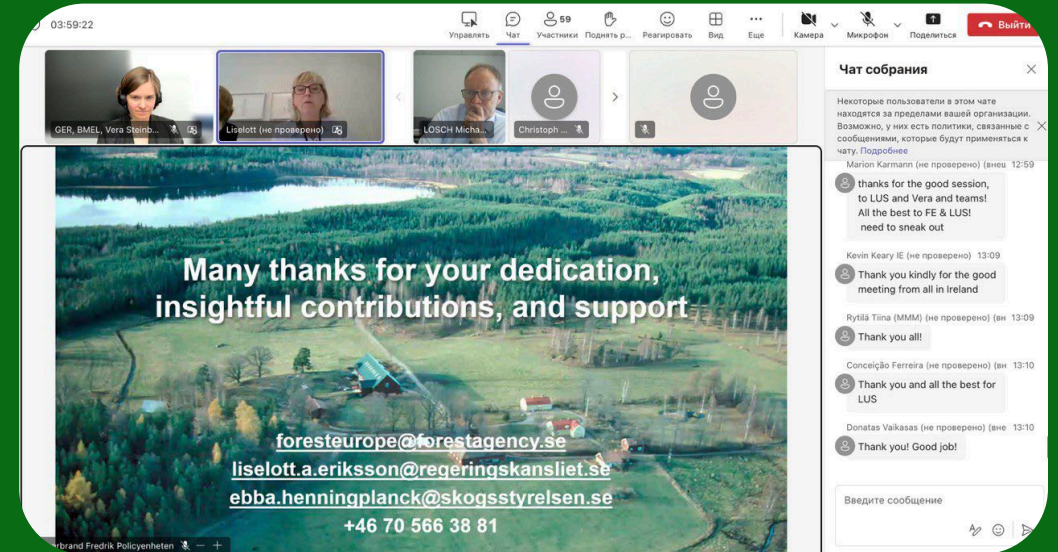 03:59:22
59
Управлять
Чат
Участники
Поднять р...
Реагировать
Вид
Еще
Камера
Микрофон
Поделиться
Выйти
GER, BMEL, Vera Steinb...
Liselott (не проверено)
LOSCH Micha...
Christoph ...
Many thanks for your dedication,
insightful contributions, and support
foresteurope@forestagency.se
liselott.a.eriksson@regeringskansliet.se
ebba.henningplanck@skogsstyrelsen.se
+46 70 566 38 81
erbrand Fredrik Policyenheten
Чат собрания
Некоторые пользователи в этом чате
находятся за пределами вашей организации.
Возможно, у них есть политики, связанные с
сообщениями, которые будут применяться к
чату. Подробнее
Marion Karmann (не проверено) (внеш 12:59
thanks for the good session,
to LUS and Vera and teams!
All the best to FE & LUS!
need to sneak out
Kevin Keary IE (не проверено) 13:09
Thank you kindly for the good
meeting from all in Ireland
Rytilä Tiina (MMM) (не проверено) (вн 13:09
Thank you all!
Conceição Ferreira (не проверено) (вн 13:10
Thank you and all the best for
LUS
Donatas Vaikasas (не проверено) (вне 13:10
Thank you! Good job!
Введите сообщение